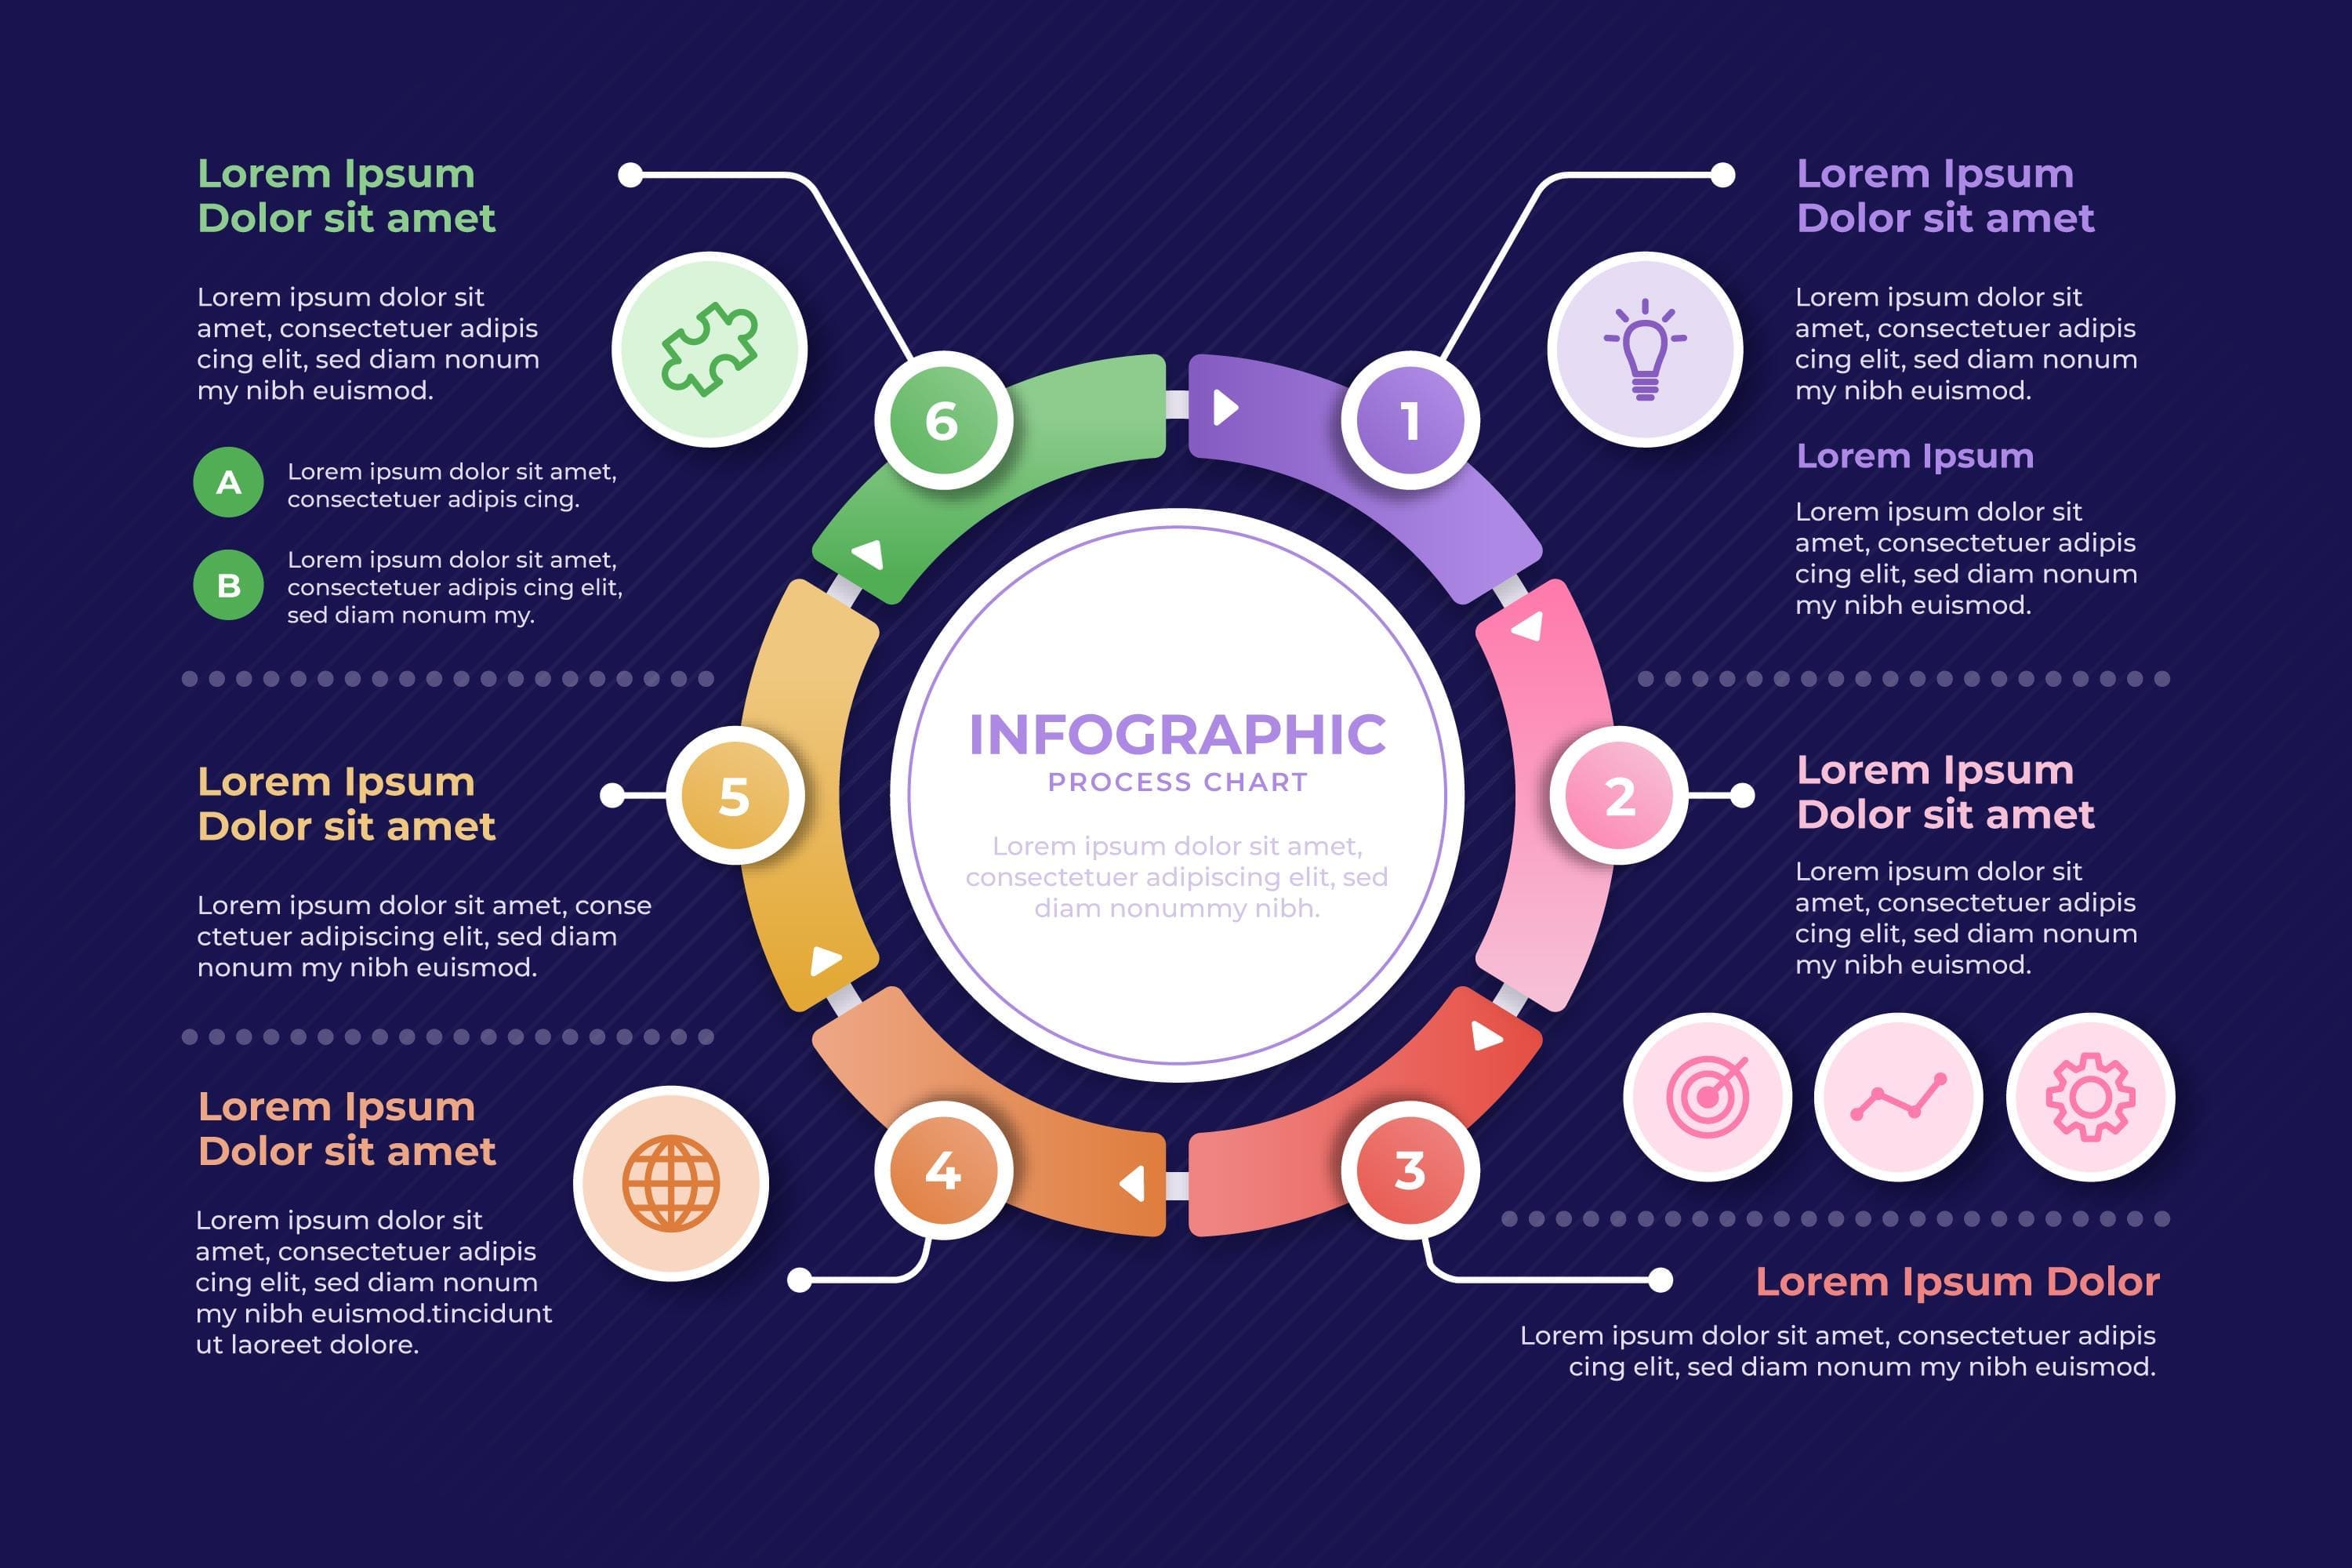 Lorem Ipsum
Dolor sit amet
Lorem ipsum dolor sit
amet, consectetuer adipis
cing elit, sed diam nonum
my nibh euismod.
A
Lorem ipsum dolor sit amet,
consectetuer adipis cing.
B
Lorem ipsum dolor sit amet,
consectetuer adipis cing elit,
sed diam nonum my.
Lorem Ipsum
Dolor sit amet
Lorem ipsum dolor sit amet, conse
ctetuer adipiscing elit, sed diam
nonum my nibh euismod.
Lorem Ipsum
Dolor sit amet
Lorem ipsum dolor sit
amet, consectetuer adipis
cing elit, sed diam nonum
my nibh euismod.tincidunt
ut laoreet dolore.
6
1
5
2
4
3
INFOGRAPHIC
PROCESS CHART
Lorem ipsum dolor sit amet,
consectetuer adipiscing elit, sed
diam nonummy nibh.
Lorem Ipsum
Dolor sit amet
Lorem ipsum dolor sit
amet, consectetuer adipis
cing elit, sed diam nonum
my nibh euismod.
Lorem Ipsum
Lorem ipsum dolor sit
amet, consectetuer adipis
cing elit, sed diam nonum
my nibh euismod.
Lorem Ipsum
Dolor sit amet
Lorem ipsum dolor sit
amet, consectetuer adipis
cing elit, sed diam nonum
my nibh euismod.
Lorem Ipsum Dolor
Lorem ipsum dolor sit amet, consectetuer adipis
cing elit, sed diam nonum my nibh euismod.